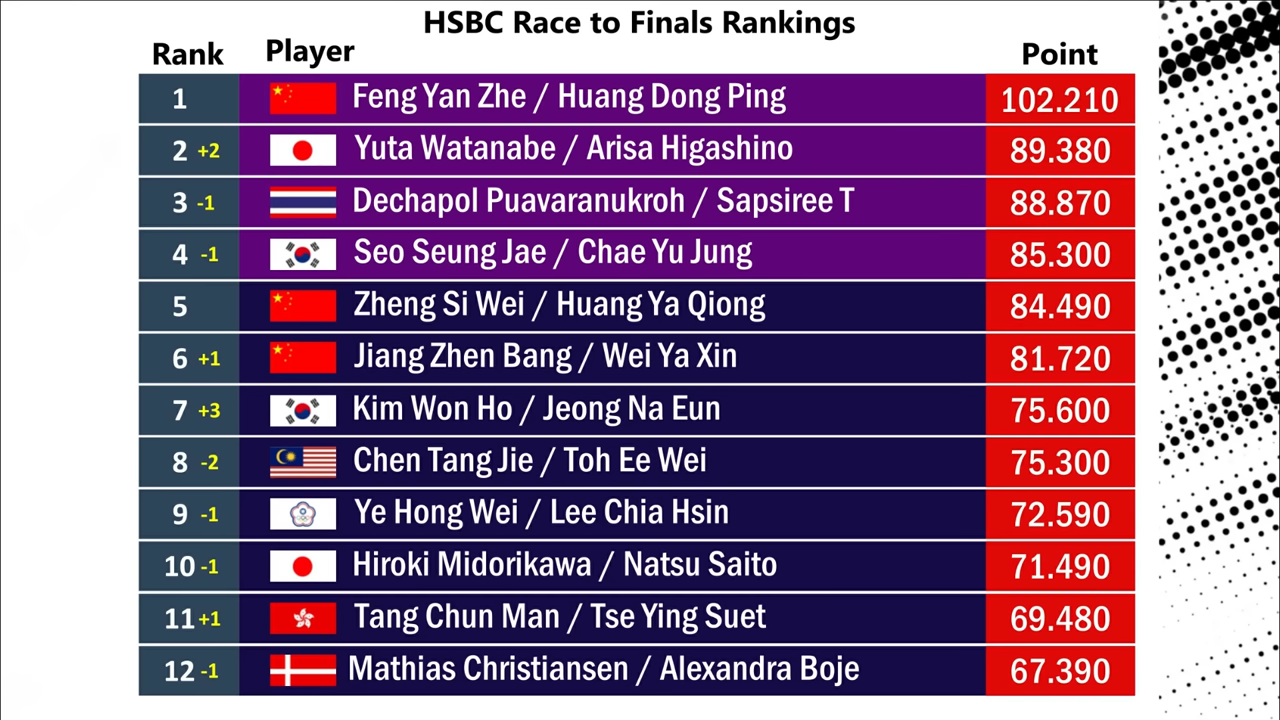 HSBC Race to Finals Rankings
Rank Player Point
1 Feng Yan Zhe / Huang Dong Ping 102.210
2 +2 Yuta Watanabe / Arisa Higashino 89.380
3 -1 Dechapol Puavaranukroh / Sapsiree T 88.870
4 -1 Seo Seung Jae / Chae Yu Jung 85.300
5 Zheng Si Wei / Huang Ya Qiong 84.490
6 +1 Jiang Zhen Bang / Wei Ya Xin 81.720
7 +3 Kim Won Ho / Jeong Na Eun 75.600
8 -2 Chen Tang Jie / Toh Ee Wei 75.300
9 -1 Ye Hong Wei / Lee Chia Hsin 72.590
10 -1 Hiroki Midorikawa / Natsu Saito 71.490
11 +1 Tang Chun Man / Tse Ying Suet 69.480
12 -1 Mathias Christiansen / Alexandra Boje 67.390